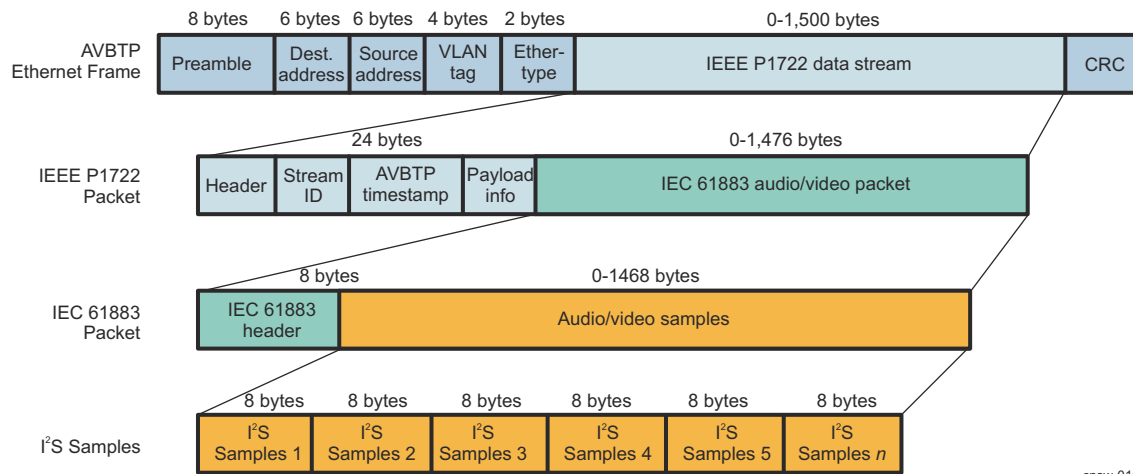 8 bytes 6 bytes 6 bytes 4 bytes 2 bytes 0-1,500 bytes
AVBTP
Ethernet Frame
Preamble
Dest.
address
Source
address
VLAN
tag
Ether-
type
IEEE P1722 data stream
CRC
24 bytes 0-1,476 bytes
IEEE P1722
Packet
Header
Stream
ID
AVBTP
timestamp
Payload
info
IEC 61883 audio/video packet
8 bytes 0-1468 bytes
IEC 61883
Packet
IEC 61883
header
Audio/video samples
8 bytes 8 bytes 8 bytes 8 bytes 8 bytes 8 bytes
I²S Samples
I²S
Samples 1
I²S
Samples 2
I²S
Samples 3
I²S
Samples 4
I²S
Samples 5
I²S
Samples n